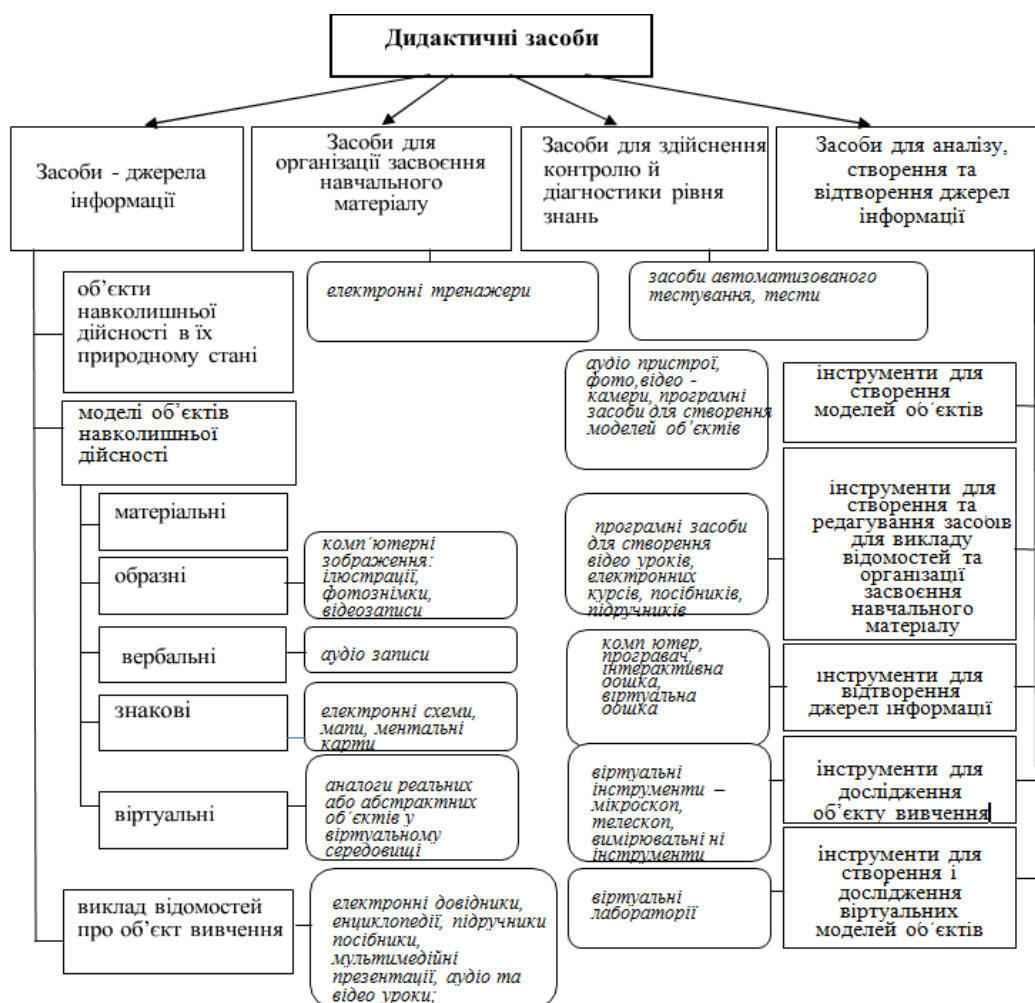 Дидактичні засоби
Засоби - джерела
інформації
Засоби для
організації засвоєння
навчального
матеріалу
Засоби для здійснення
контролю й
діагностики рівня
знань
Засоби для аналізу,
створення та
відтворення джерел
інформації
об’єкти
навколишньої
дійсності в їх
природному стані
електронні тренажери
засоби автоматизованого
тестування, тести
моделі об’єктів
навколишньої
дійсності
матеріальні
образні
комп´ютерні
зображення:
ілюстрації,
фотознімки,
відеозаписи
вербальні
аудіо записи
знакові
електронні схеми,
мапи, ментальні
карти
віртуальні
аналоги реальних
або абстрактних
об´єктів у
віртуальному
середовищі
виклад відомостей
про об’єкт вивчення
електронні довідники,
енциклопедії, підручники
посібники,
мультимедійні
презентації, аудіо та
відео уроки;
аудіо пристрої,
фото,відео -
камери, програмні
засоби для створення
моделей об’єктів
інструменти для
створення
моделей об´єктів
програмні засоби
для створення
відео уроків,
електронних
курсів, посібників,
підручників
інструменти для
створення та
редагування засобів
для викладу
відомостей та
організації
засвоєння
навчального
матеріалу
комп ютер,
програвач,
інтерактивна
дошка,
віртуальна
дошка
інструменти для
відтворення
джерел інформації
віртуальні
інструменти –
мікроскоп,
телескоп,
вимірювальні ні
інструменти
інструменти для
дослідження
об’єкту вивчення
віртуальні
лабораторії
інструменти для
створення і
дослідження
віртуальних
моделей об´єктів